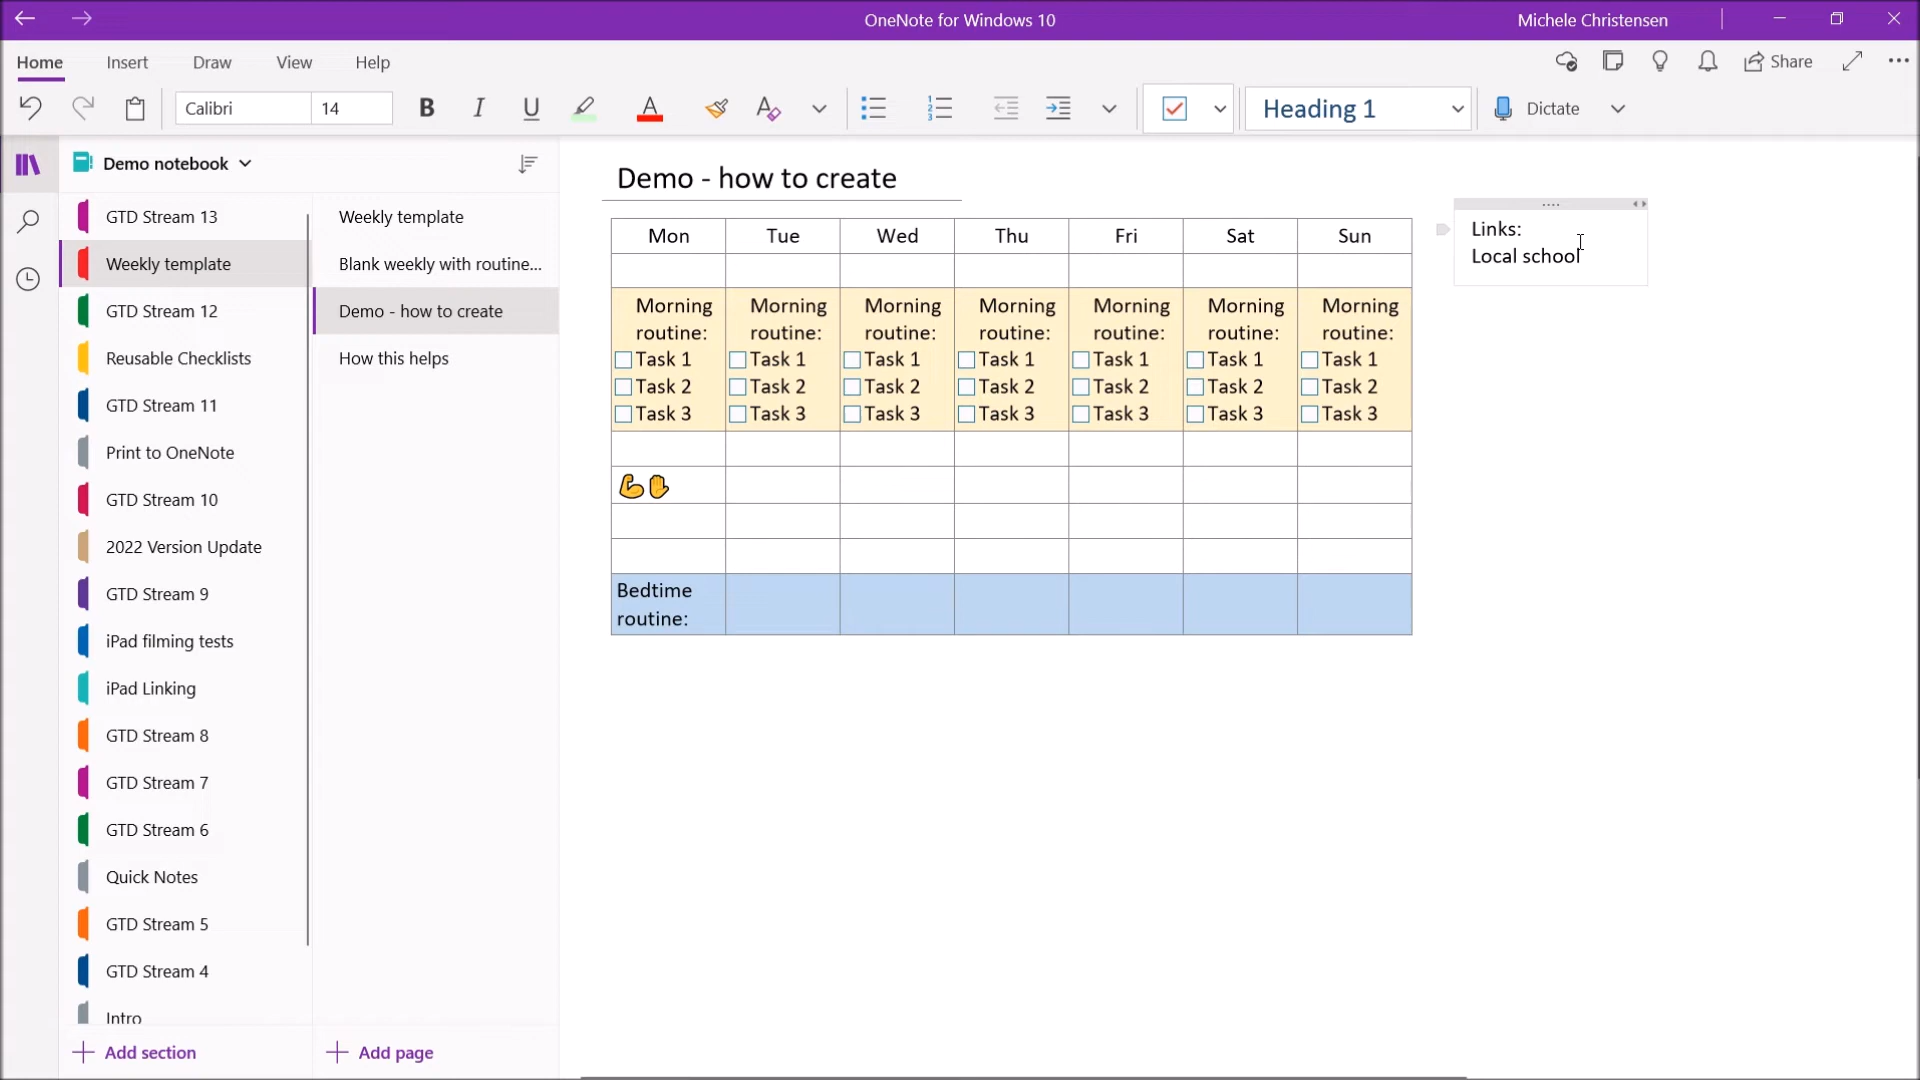 OneNote for Windows 10
Michele Christensen
Home Insert Draw View Help
Share
Calibri 14 B I U A A Heading 1 Dictate
Demo notebook
GTD Stream 13
Weekly template
GTD Stream 12
Reusable Checklists
GTD Stream 11
Print to OneNote
GTD Stream 10
2022 Version Update
GTD Stream 9
iPad filming tests
iPad Linking
GTD Stream 8
GTD Stream 7
GTD Stream 6
Quick Notes
GTD Stream 5
GTD Stream 4
Intro
Add section
Weekly template
Blank weekly with routine...
Demo - how to create
How this helps
Add page
Demo - how to create
Mon Tue Wed Thu Fri Sat Sun
Morning Morning Morning Morning Morning Morning Morning
routine: routine: routine: routine: routine: routine: routine:
Task 1 Task 1 Task 1 Task 1 Task 1 Task 1 Task 1
Task 2 Task 2 Task 2 Task 2 Task 2 Task 2 Task 2
Task 3 Task 3 Task 3 Task 3 Task 3 Task 3 Task 3
Bedtime
routine:
Links:
Local school